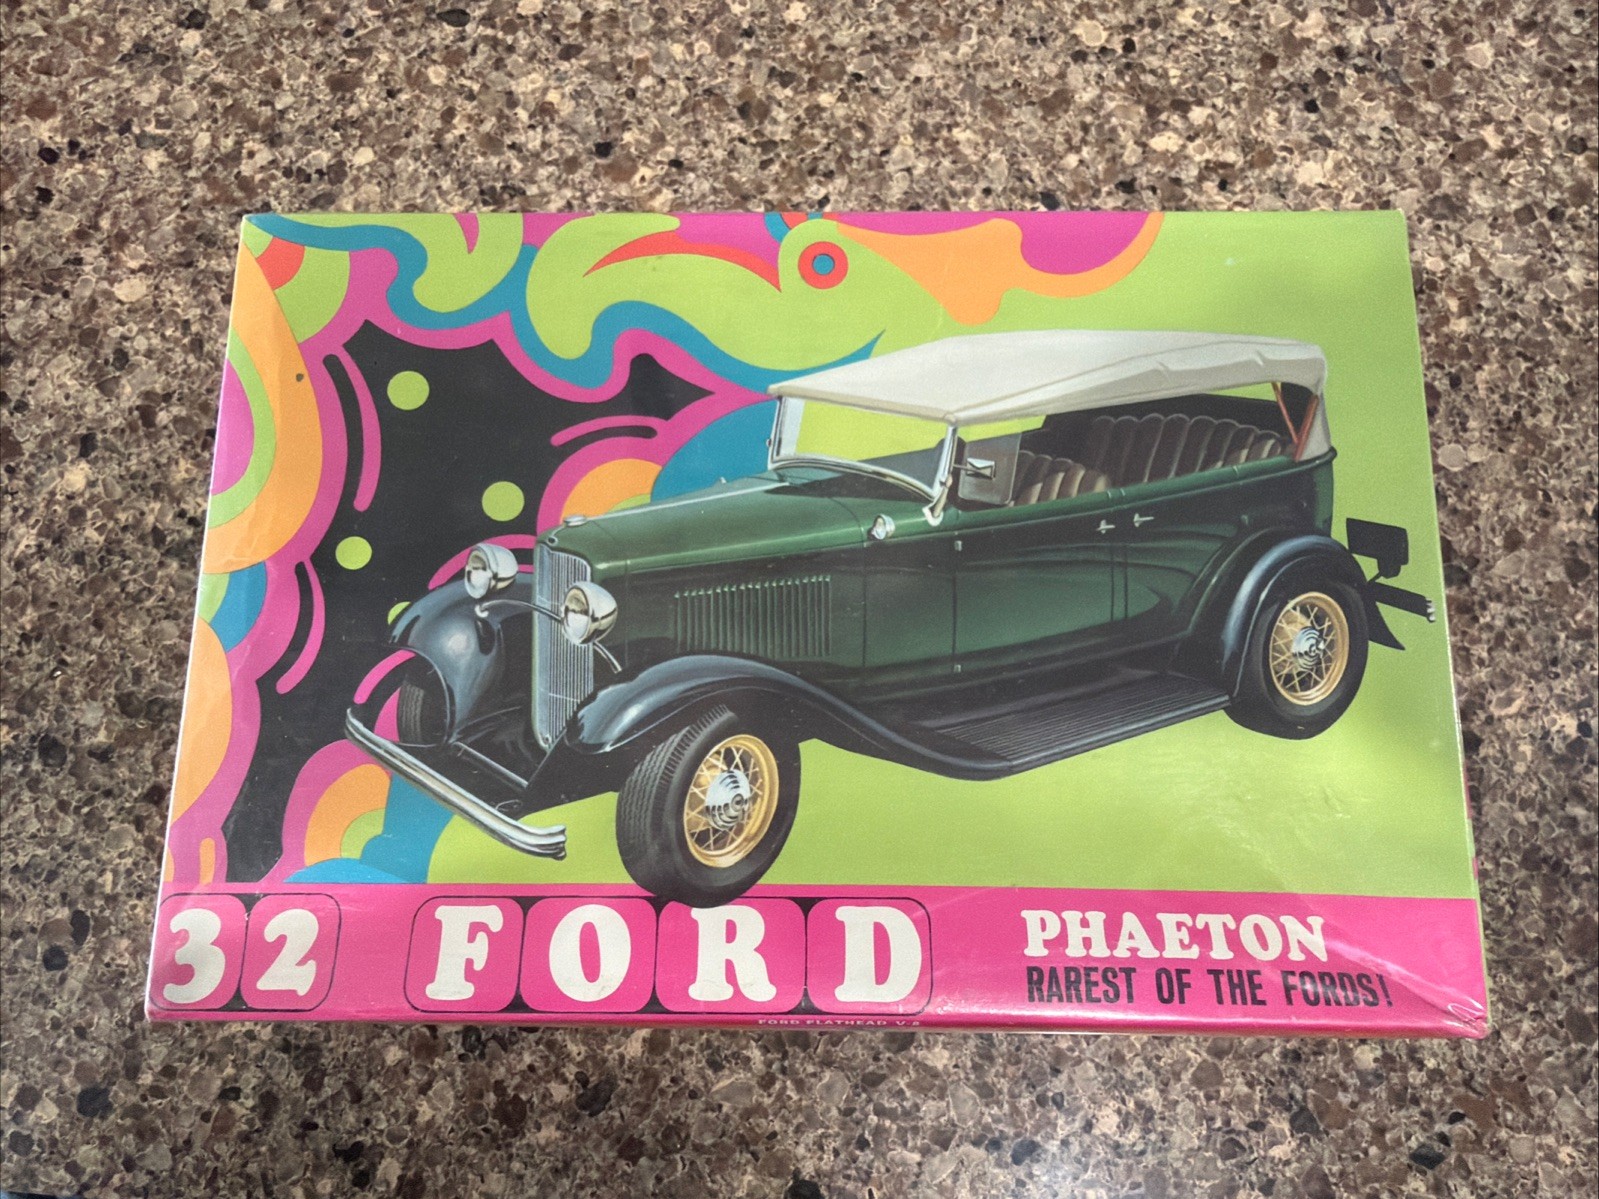 32 FORD
PHAETON
RAREST OF THE FORDS!
FORD FLATHEAD V-8